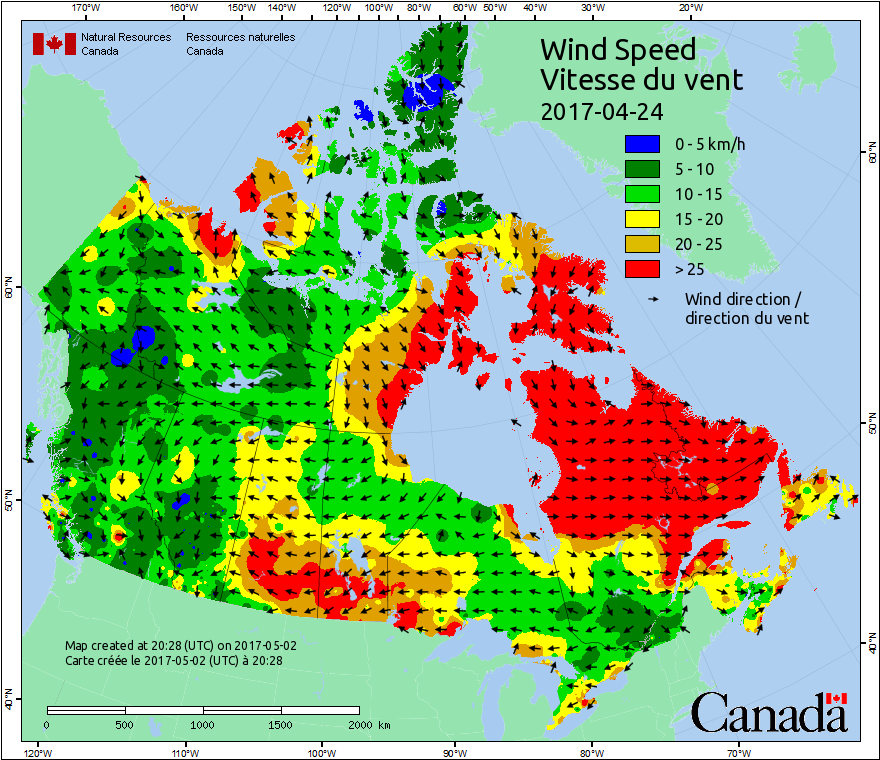 170°W 160°W 150°W 140°W 130°W 120°W 110°W 100°W 90°W 80°W 70°W 60°W 50°W 40°W 30°W 20°W
Natural Resources Canada
Ressources naturelles Canada
Wind Speed
Vitesse du vent
2017-04-24
0 - 5 km/h
5 - 10
10 - 15
15 - 20
20 - 25
> 25
Wind direction /
direction du vent
60°N
60°N
50°N
50°N
40°N
40°N
Map created at 20:28 (UTC) on 2017-05-02
Carte créée le 2017-05-02 (UTC) à 20:28
0 500 1000 1500 2000 km
Canada
120°W 110°W 100°W 90°W 80°W 70°W